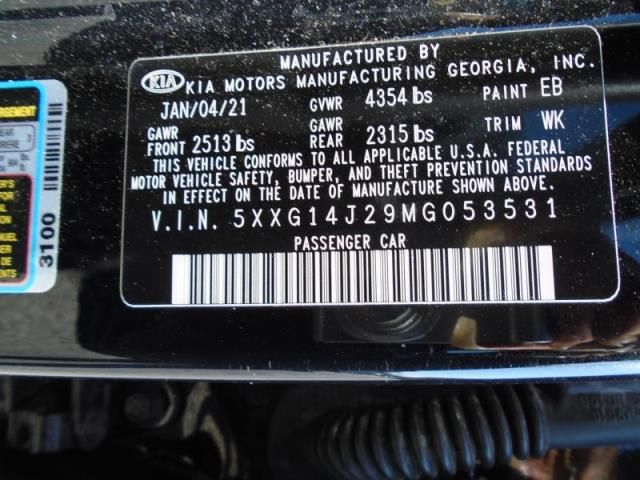 MANUFACTURED BY
KIA KIA MOTORS MANUFACTURING GEORGIA, INC.
JAN/04/21 GVWR 4354 lbs PAINT EB
GAWR FRONT 2513 lbs GAWR REAR 2315 lbs TRIM WK
THIS VEHICLE CONFORMS TO ALL APPLICABLE U.S.A. FEDERAL
MOTOR VEHICLE SAFETY, BUMPER, AND THEFT PREVENTION STANDARDS
IN EFFECT ON THE DATE OF MANUFACTURE SHOWN ABOVE.
V.I.N. 5XXG14J29MG053531
PASSENGER CAR
3100